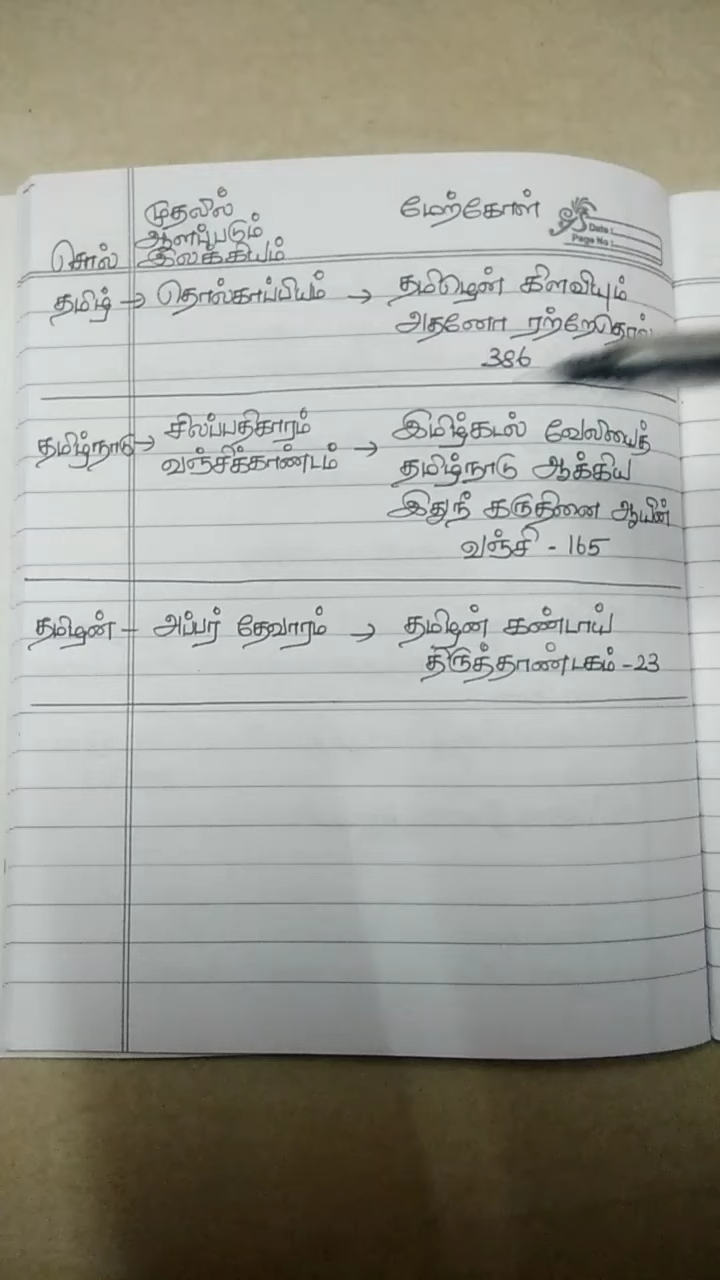 முதலில்
ஆளப்படும்
சொல் இலக்கியம் மேற்கோள்
Date :
Page No :
தமிழ் → தொல்காப்பியம் → தமிழென் கிளவியும்
அதனோ ரற்றேதொல்
386
தமிழ்நாடு → சிலப்பதிகாரம்
வஞ்சிக்காண்டம் → இமிழ்கடல் வேலியைத்
தமிழ்நாடு ஆக்கிய
இதுநீ கருதினை ஆயின்
வஞ்சி - 165
தமிழன் – அப்பர் தேவாரம் → தமிழன் கண்டாய்
திருத்தாண்டகம் - 23